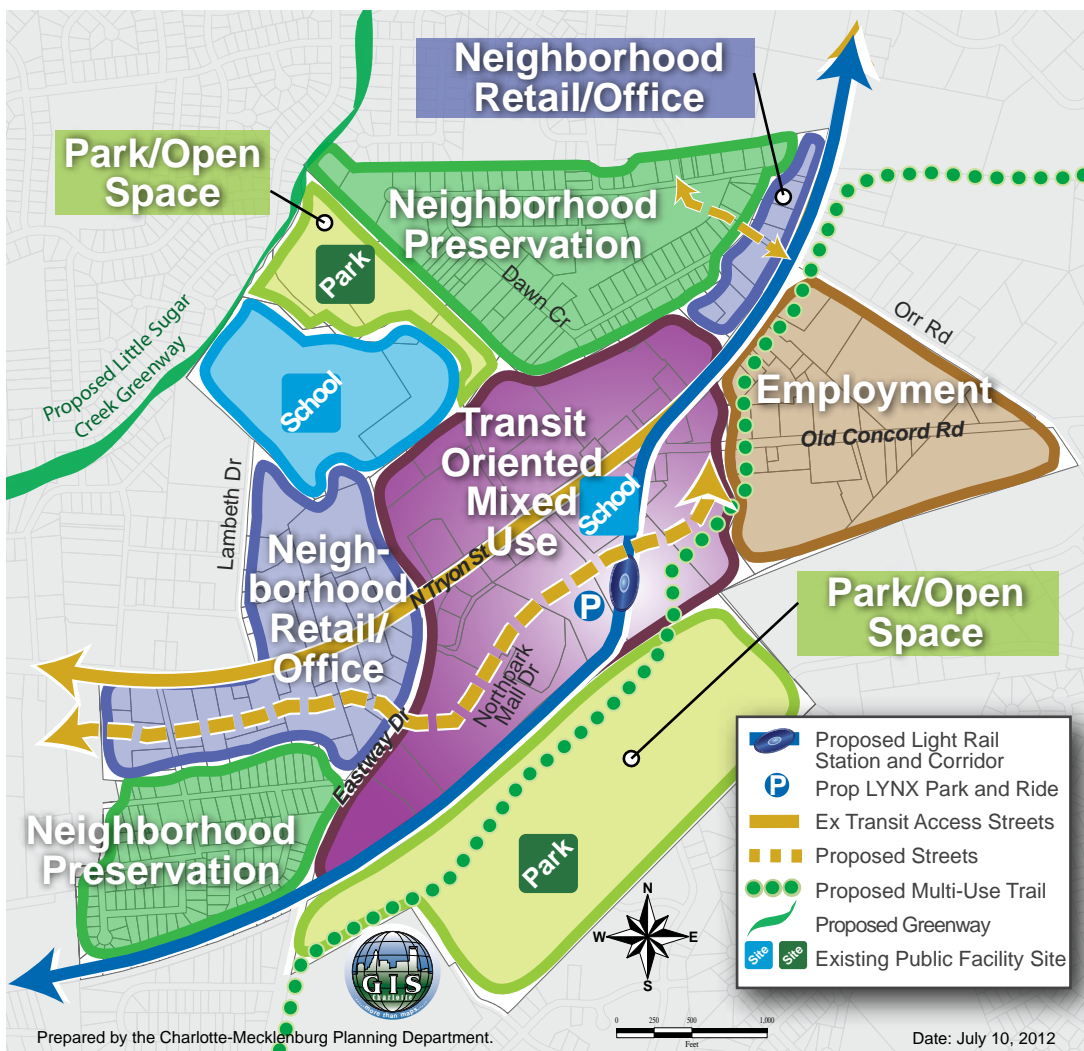 Neighborhood
Retail/Office
Park/Open
Space
Neighborhood
Preservation
Park
Dawn Cr
Orr Rd
Proposed Little Sugar
Creek Greenway
School
Employment
Old Concord Rd
Transit
Oriented
Mixed
Use
School
Lambeth Dr
N Tryon St
Neigh-
borhood
Retail/
Office
P
Park/Open
Space
Northpark
Mall Dr
Eastway Dr
Neighborhood
Preservation
Park
Proposed Light Rail
Station and Corridor
P
Prop LYNX Park and Ride
Ex Transit Access Streets
Proposed Streets
Proposed Multi-Use Trail
Proposed Greenway
Site
Site
Existing Public Facility Site
N
W
E
S
GIS
Charlotte
...more than maps...
0 250 500 1,000
Feet
Prepared by the Charlotte-Mecklenburg Planning Department.
Date: July 10, 2012